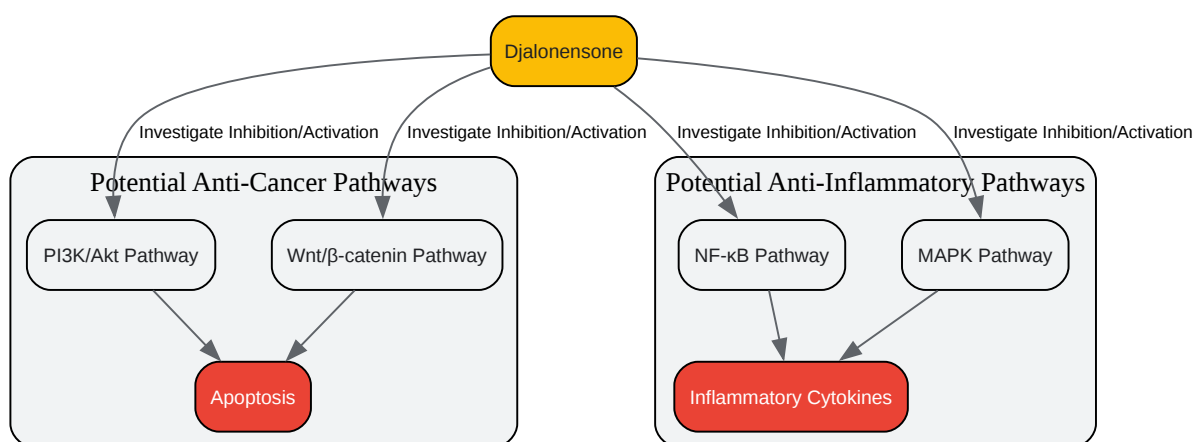 Djalonensone
Investigate Inhibition/Activation
Investigate Inhibition/Activation
Investigate Inhibition/Activation
Investigate Inhibition/Activation
Potential Anti-Cancer Pathways
Potential Anti-Inflammatory Pathways
PI3K/Akt Pathway
Wnt/β-catenin Pathway
NF-κB Pathway
MAPK Pathway
Apoptosis
Inflammatory Cytokines